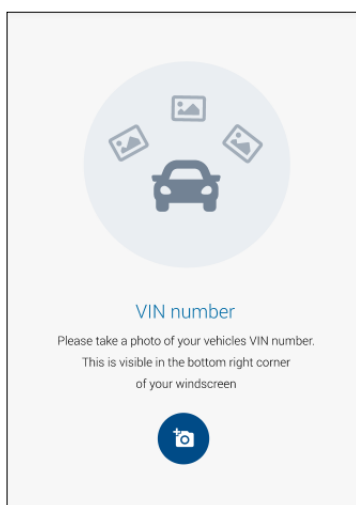 VIN number
Please take a photo of your vehicles VIN number.
This is visible in the bottom right corner
of your windscreen